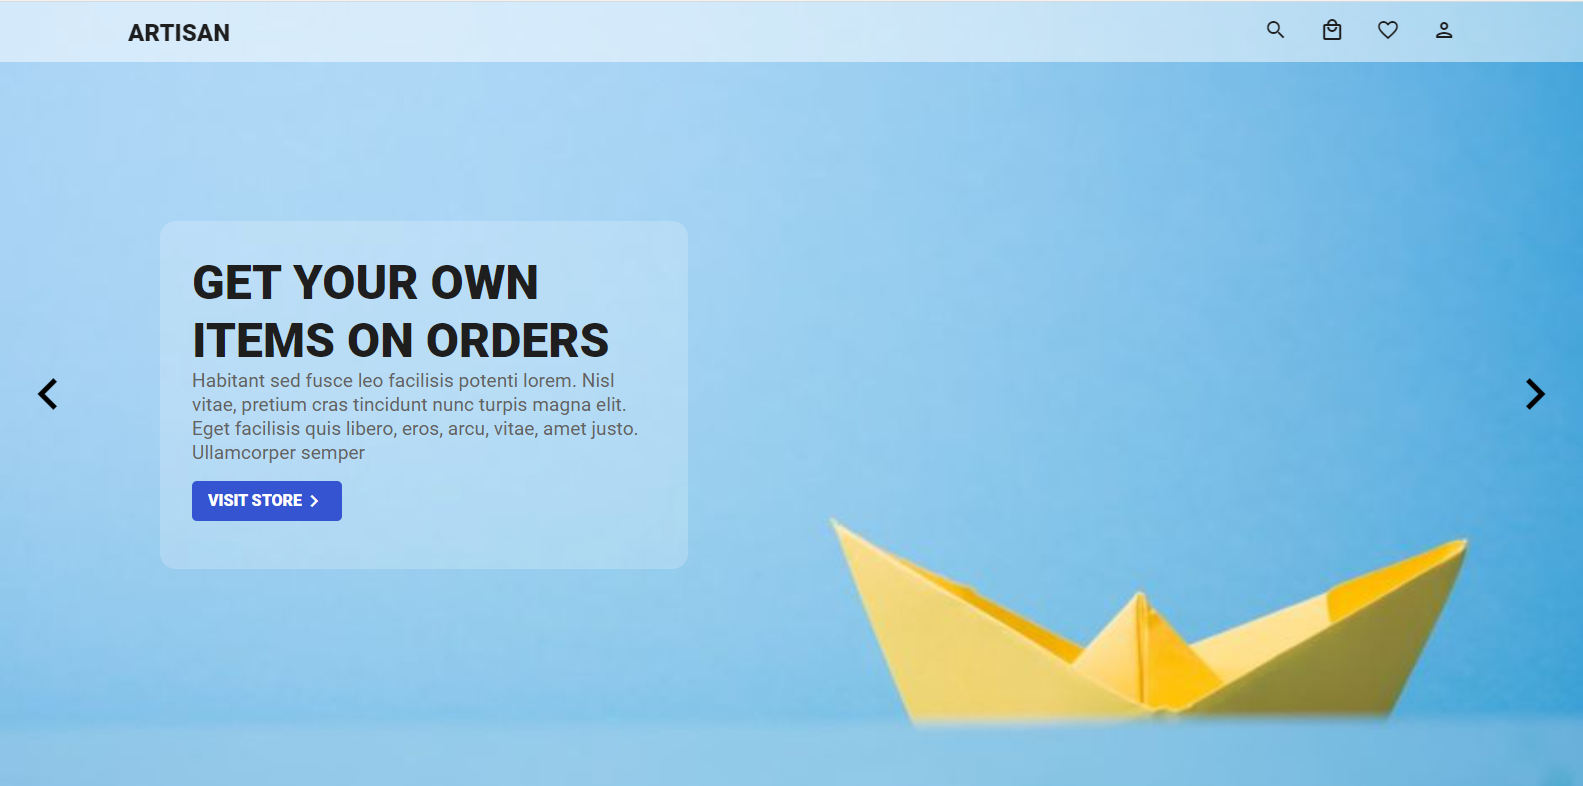 ARTISAN
GET YOUR OWN
ITEMS ON ORDERS
Habitant sed fusce leo facilisis potenti lorem. Nisl
vitae, pretium cras tincidunt nunc turpis magna elit.
Eget facilisis quis libero, eros, arcu, vitae, amet justo.
Ullamcorper semper
VISIT STORE